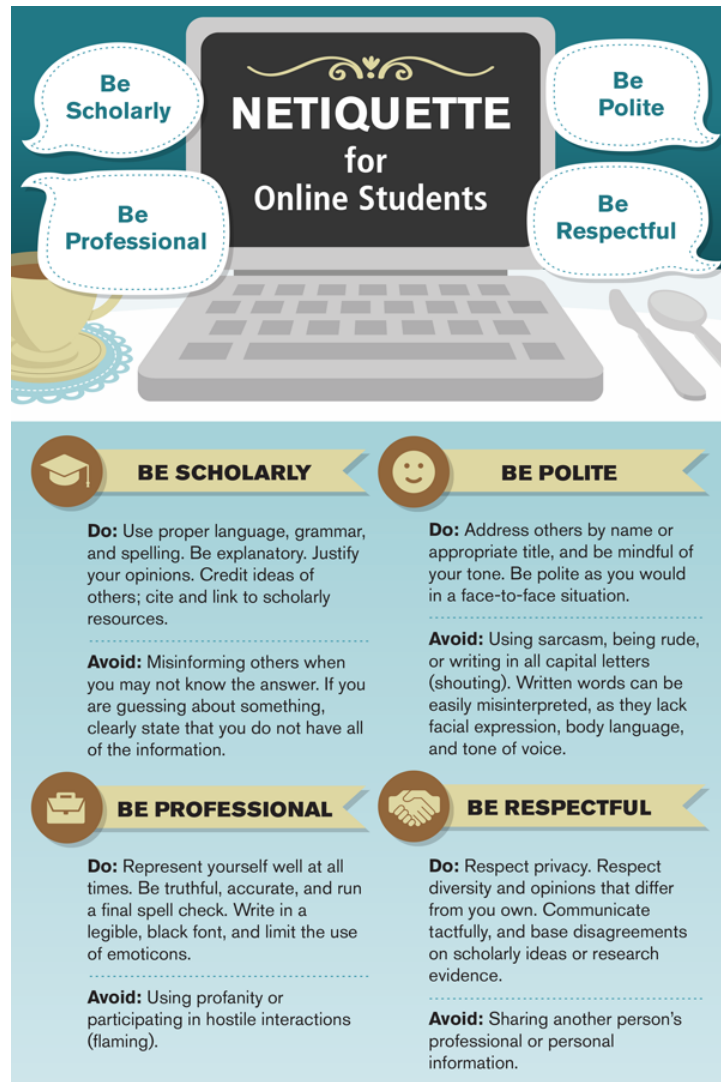 Be
Scholarly
NETIQUETTE
for
Online Students
Be
Polite
Be
Professional
Be
Respectful
BE SCHOLARLY
Do: Use proper language, grammar,
and spelling. Be explanatory. Justify
your opinions. Credit ideas of
others; cite and link to scholarly
resources.
Avoid: Misinforming others when
you may not know the answer. If you
are guessing about something,
clearly state that you do not have all
of the information.
BE POLITE
Do: Address others by name or
appropriate title, and be mindful of
your tone. Be polite as you would
in a face-to-face situation.
Avoid: Using sarcasm, being rude,
or writing in all capital letters
(shouting). Written words can be
easily misinterpreted, as they lack
facial expression, body language,
and tone of voice.
BE PROFESSIONAL
Do: Represent yourself well at all
times. Be truthful, accurate, and run
a final spell check. Write in a
legible, black font, and limit the use
of emoticons.
Avoid: Using profanity or
participating in hostile interactions
(flaming).
BE RESPECTFUL
Do: Respect privacy. Respect
diversity and opinions that differ
from you own. Communicate
tactfully, and base disagreements
on scholarly ideas or research
evidence.
Avoid: Sharing another person's
professional or personal
information.